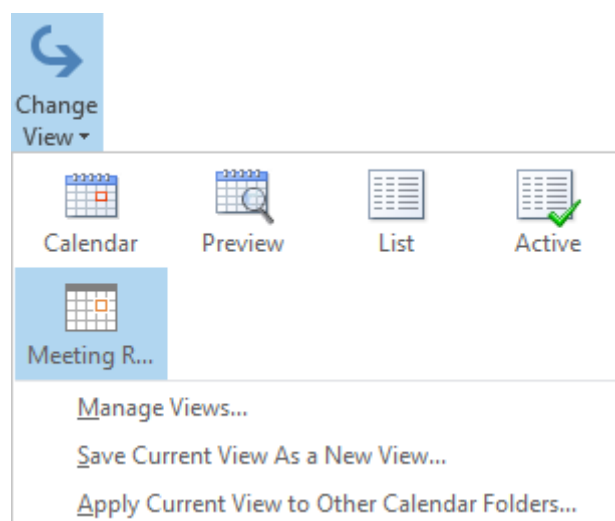 Change
View
Calendar Preview List Active
Meeting R...
Manage Views...
Save Current View As a New View...
Apply Current View to Other Calendar Folders...